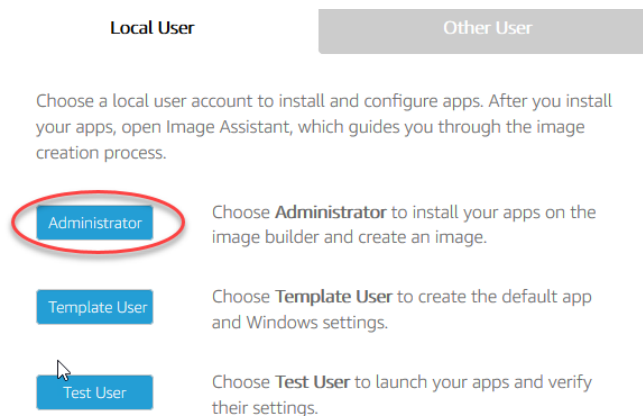 Local User
Other User
Choose a local user account to install and configure apps. After you install
your apps, open Image Assistant, which guides you through the image
creation process.
Administrator
Choose Administrator to install your apps on the
image builder and create an image.
Template User
Choose Template User to create the default app
and Windows settings.
Test User
Choose Test User to launch your apps and verify
their settings.